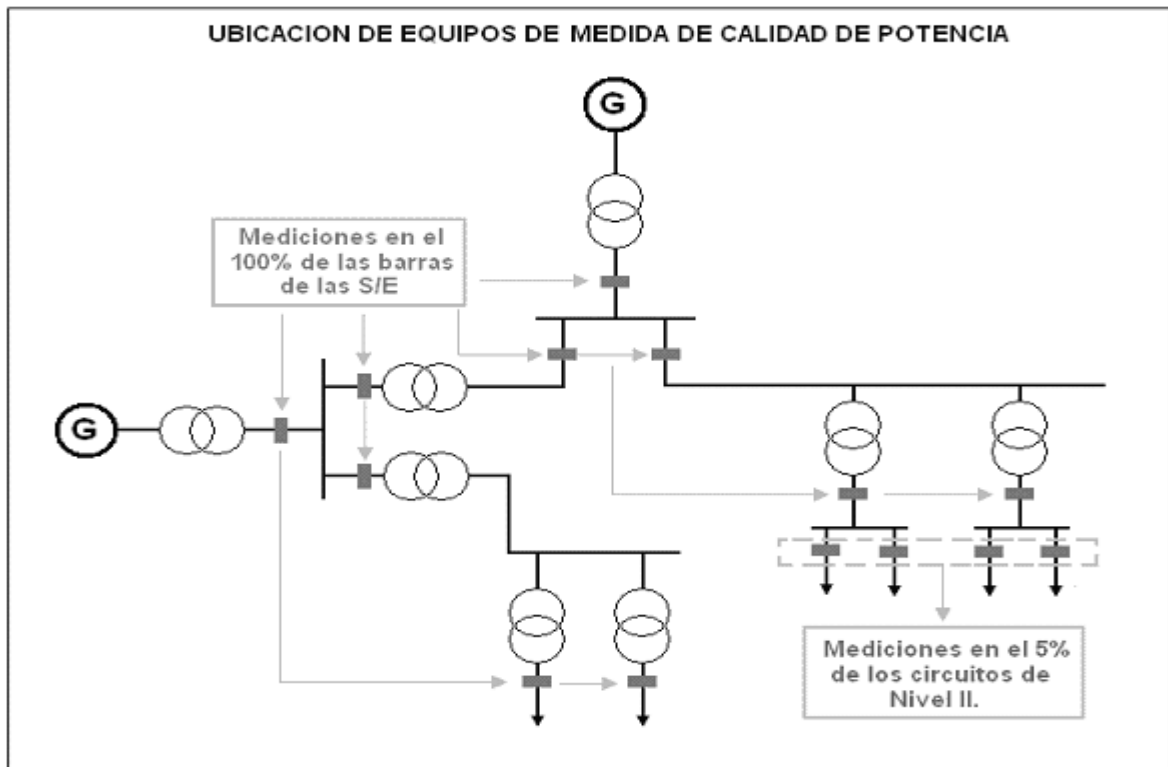 UBICACION DE EQUIPOS DE MEDIDA DE CALIDAD DE POTENCIA
G
Mediciones en el
100% de las barras
de las S/E
G
Mediciones en el 5%
de los circuitos de
Nivel II.